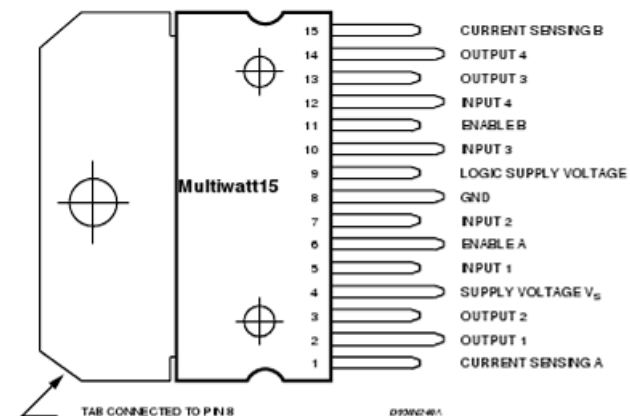 15 CURRENT SENSING B
14 OUTPUT 4
13 OUTPUT 3
12 INPUT 4
11 ENABLE B
10 INPUT 3
9 LOGIC SUPPLY VOLTAGE
8 GND
7 INPUT 2
6 ENABLE A
5 INPUT 1
4 SUPPLY VOLTAGE VS
3 OUTPUT 2
2 OUTPUT 1
1 CURRENT SENSING A
Multiwatt15
TAB CONNECTED TO PIN 8